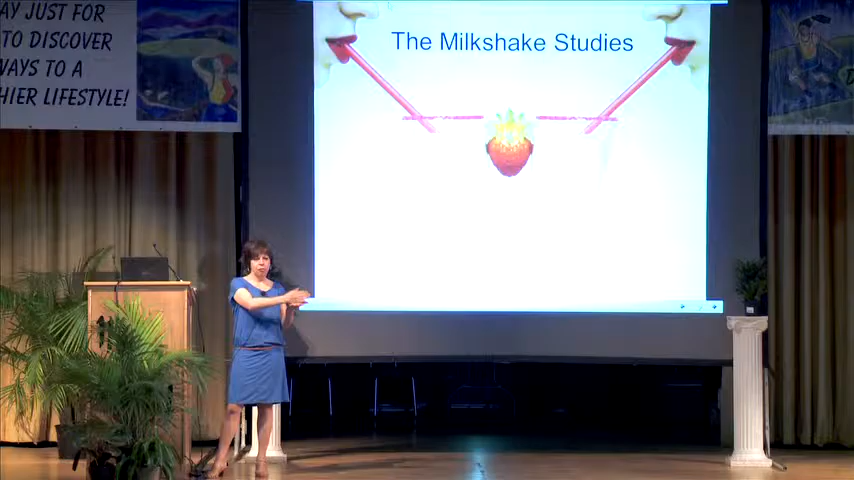 AY JUST FOR
TO DISCOVER
WAYS TO A
HIER LIFESTYLE!
The Milkshake Studies